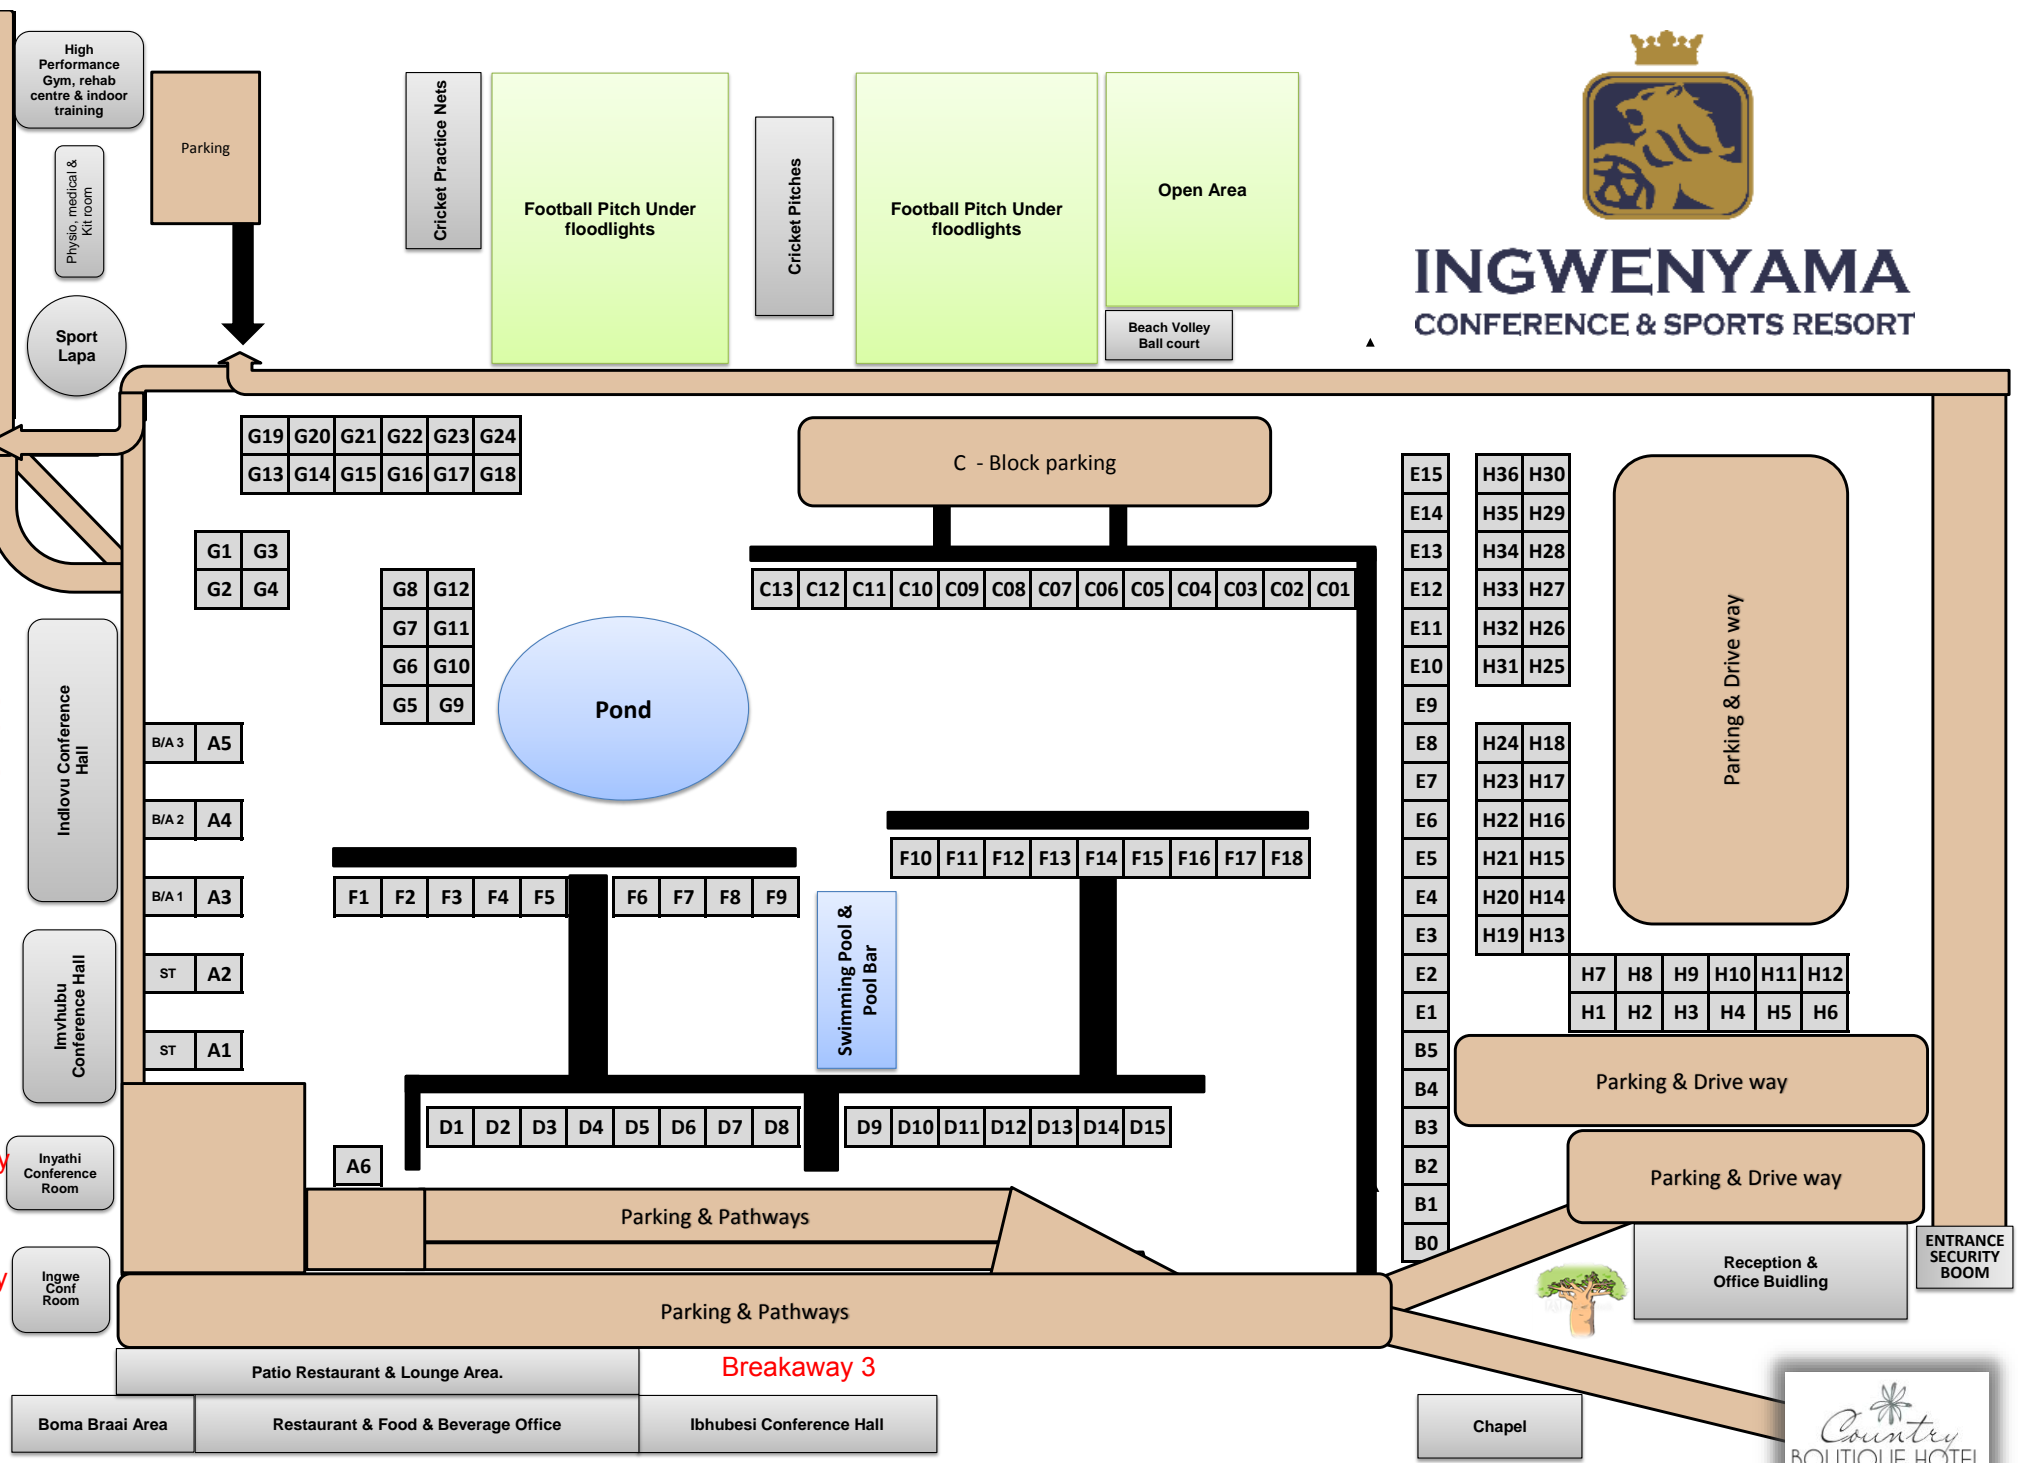 High
Performance
Gym, rehab
centre & indoor
training
Parking
Physio, medical &
Kit room
Sport
Lapa
Cricket Practice Nets
Football Pitch Under
floodlights
Cricket Pitches
Football Pitch Under
floodlights
Open Area
Beach Volley
Ball court
INGWENYAMA
CONFERENCE & SPORTS RESORT
G19 G20 G21 G22 G23 G24
G13 G14 G15 G16 G17 G18
G1 G3
G2 G4
G8 G12
G7 G11
G6 G10
G5 G9
Pond
C - Block parking
C13 C12 C11 C10 C09 C08 C07 C06 C05 C04 C03 C02 C01
E15
E14
E13
E12
E11
E10
E9
E8
E7
E6
E5
E4
E3
E2
E1
B5
B4
B3
B2
B1
B0
H36 H30
H35 H29
H34 H28
H33 H27
H32 H26
H31 H25
H24 H18
H23 H17
H22 H16
H21 H15
H20 H14
H19 H13
H7 H8 H9 H10 H11 H12
H1 H2 H3 H4 H5 H6
Parking & Drive way
Parking & Drive way
Parking & Drive way
Indlovu Conference
Hall
Imvhubu
Conference Hall
B/A 3 A5
B/A 2 A4
B/A 1 A3
ST A2
ST A1
F1 F2 F3 F4 F5 F6 F7 F8 F9
F10 F11 F12 F13 F14 F15 F16 F17 F18
Swimming Pool &
Pool Bar
D1 D2 D3 D4 D5 D6 D7 D8 D9 D10 D11 D12 D13 D14 D15
A6
y
Inyathi
Conference
Room
y
Ingwe
Conf
Room
Parking & Pathways
Parking & Pathways
Reception &
Office Buidling
ENTRANCE
SECURITY
BOOM
Patio Restaurant & Lounge Area.
Breakaway 3
Boma Braai Area
Restaurant & Food & Beverage Office
Ibhubesi Conference Hall
Chapel
Country
BOUTIQUE HOTEL